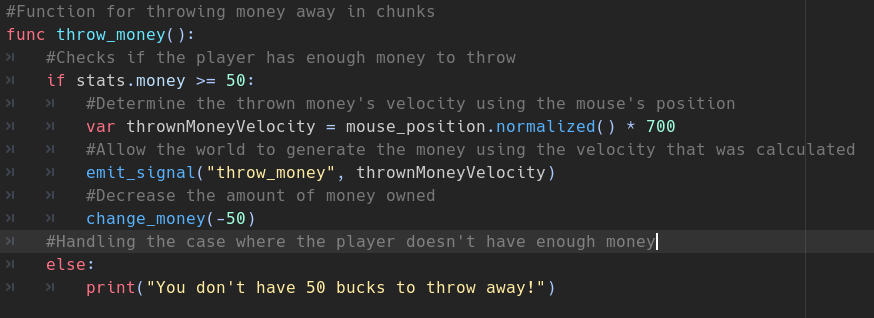 #Function for throwing money away in chunks
func throw_money():
#Checks if the player has enough money to throw
if stats.money >= 50:
#Determine the thrown money's velocity using the mouse's position
var thrownMoneyVelocity = mouse_position.normalized() * 700
#Allow the world to generate the money using the velocity that was calculated
emit_signal("throw_money", thrownMoneyVelocity)
#Decrease the amount of money owned
change_money(-50)
#Handling the case where the player doesn't have enough money
else:
print("You don't have 50 bucks to throw away!")